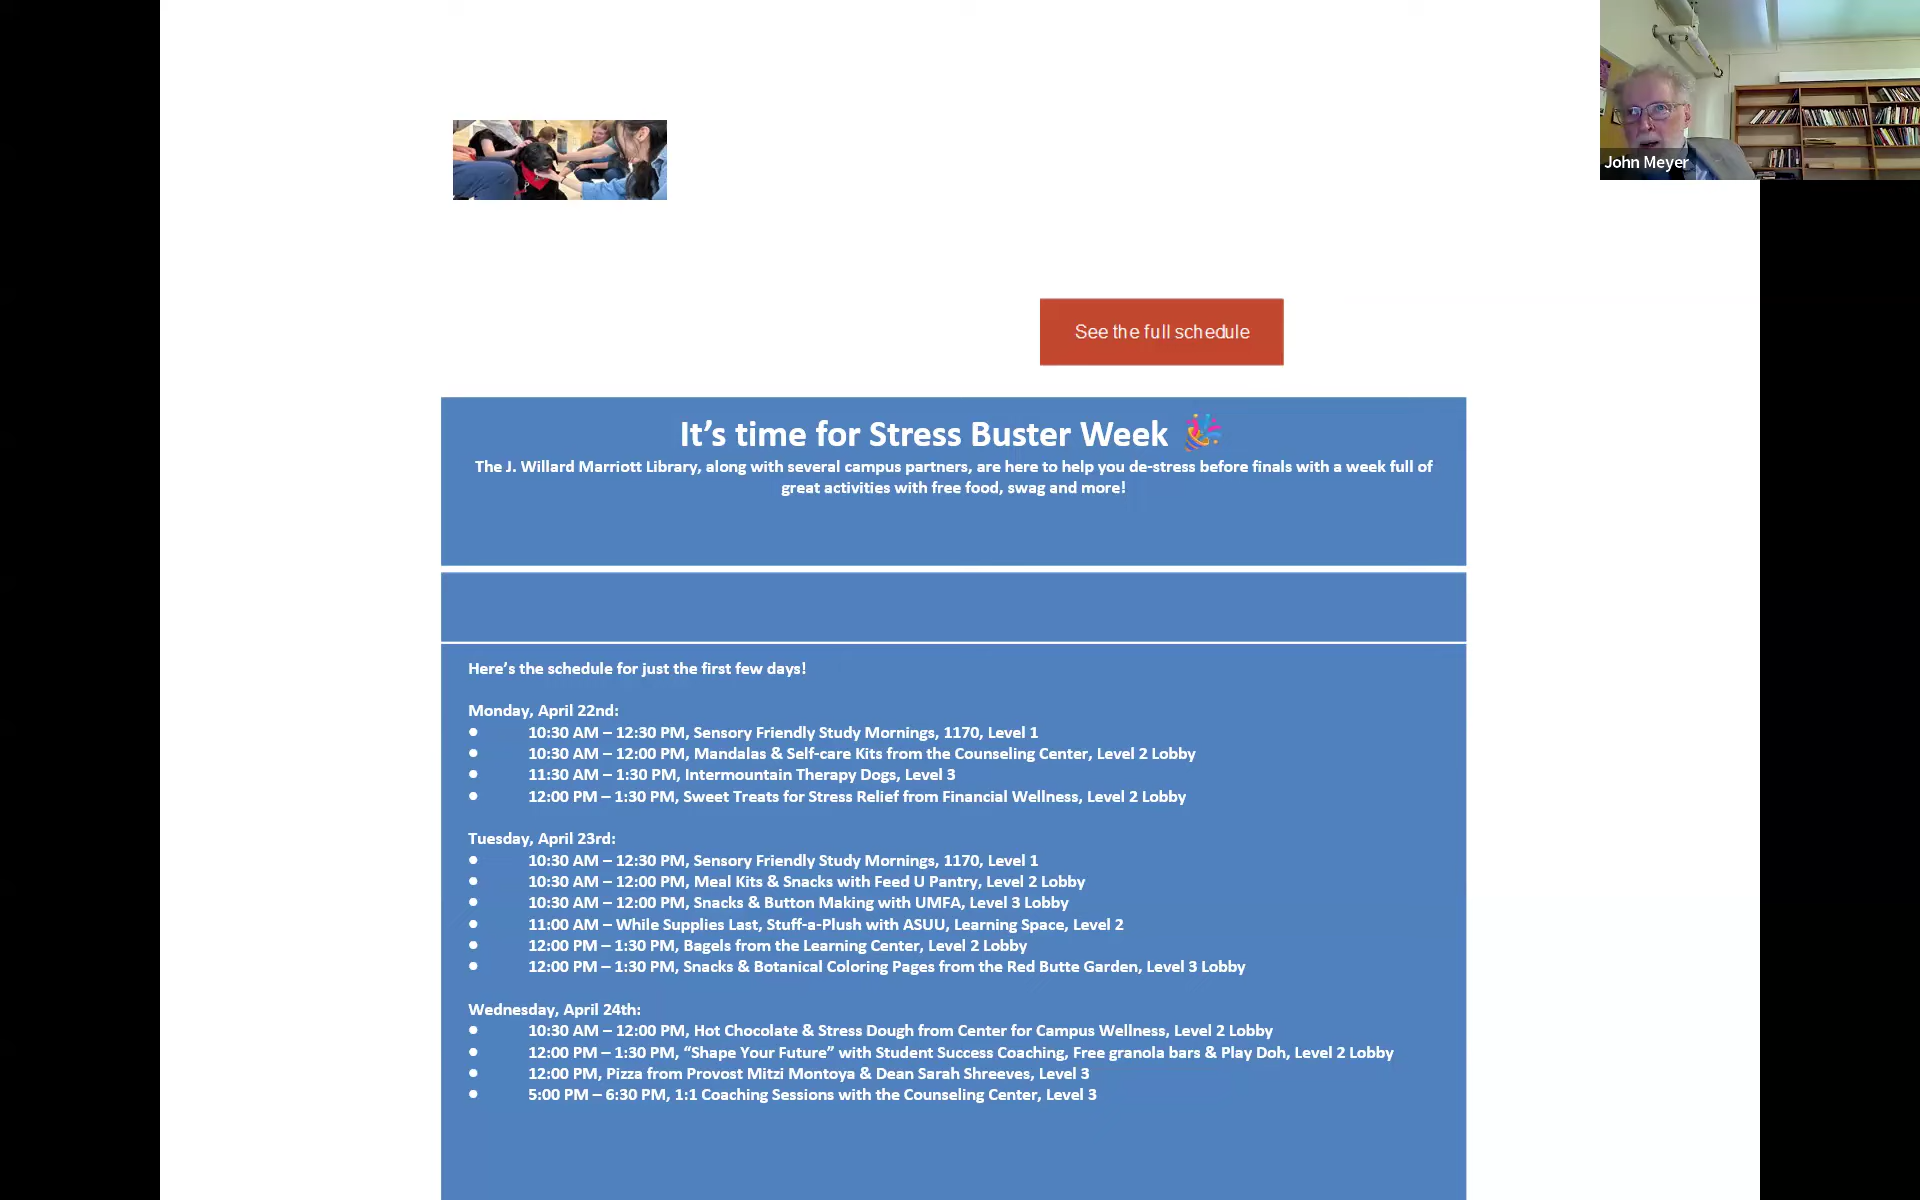 John Meyer
See the full schedule
It’s time for Stress Buster Week 🎉
The J. Willard Marriott Library, along with several campus partners, are here to help you de-stress before finals with a week full of
great activities with free food, swag and more!
Here’s the schedule for just the first few days!
Monday, April 22nd:
● 10:30 AM – 12:30 PM, Sensory Friendly Study Mornings, 1170, Level 1
● 10:30 AM – 12:00 PM, Mandalas & Self-care Kits from the Counseling Center, Level 2 Lobby
● 11:30 AM – 1:30 PM, Intermountain Therapy Dogs, Level 3
● 12:00 PM – 1:30 PM, Sweet Treats for Stress Relief from Financial Wellness, Level 2 Lobby
Tuesday, April 23rd:
● 10:30 AM – 12:30 PM, Sensory Friendly Study Mornings, 1170, Level 1
● 10:30 AM – 12:00 PM, Meal Kits & Snacks with Feed U Pantry, Level 2 Lobby
● 10:30 AM – 12:00 PM, Snacks & Button Making with UMFA, Level 3 Lobby
● 11:00 AM – While Supplies Last, Stuff-a-Plush with ASUU, Learning Space, Level 2
● 12:00 PM – 1:30 PM, Bagels from the Learning Center, Level 2 Lobby
● 12:00 PM – 1:30 PM, Snacks & Botanical Coloring Pages from the Red Butte Garden, Level 3 Lobby
Wednesday, April 24th:
● 10:30 AM – 12:00 PM, Hot Chocolate & Stress Dough from Center for Campus Wellness, Level 2 Lobby
● 12:00 PM – 1:30 PM, “Shape Your Future” with Student Success Coaching, Free granola bars & Play Doh, Level 2 Lobby
● 12:00 PM, Pizza from Provost Mitzi Montoya & Dean Sarah Shreeves, Level 3
● 5:00 PM – 6:30 PM, 1:1 Coaching Sessions with the Counseling Center, Level 3